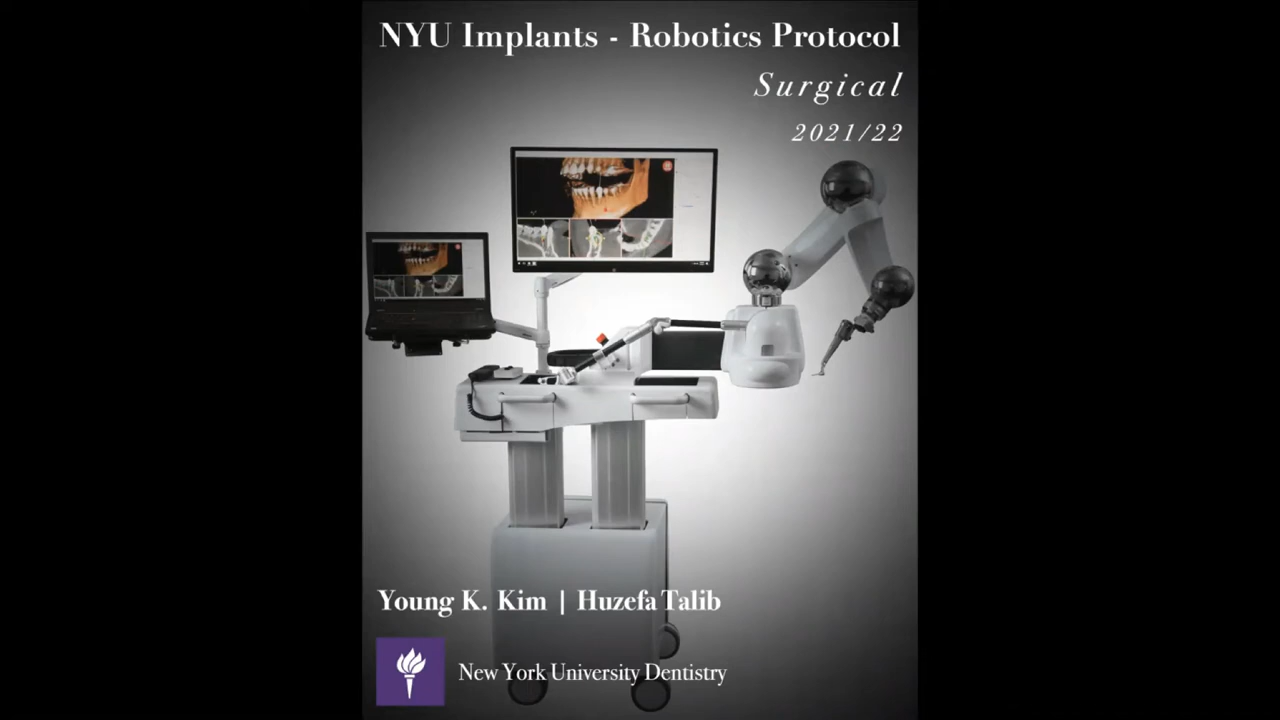 NYU Implants - Robotics Protocol
Surgical
2021/22
Young K. Kim | Huzefa Talib
New York University Dentistry